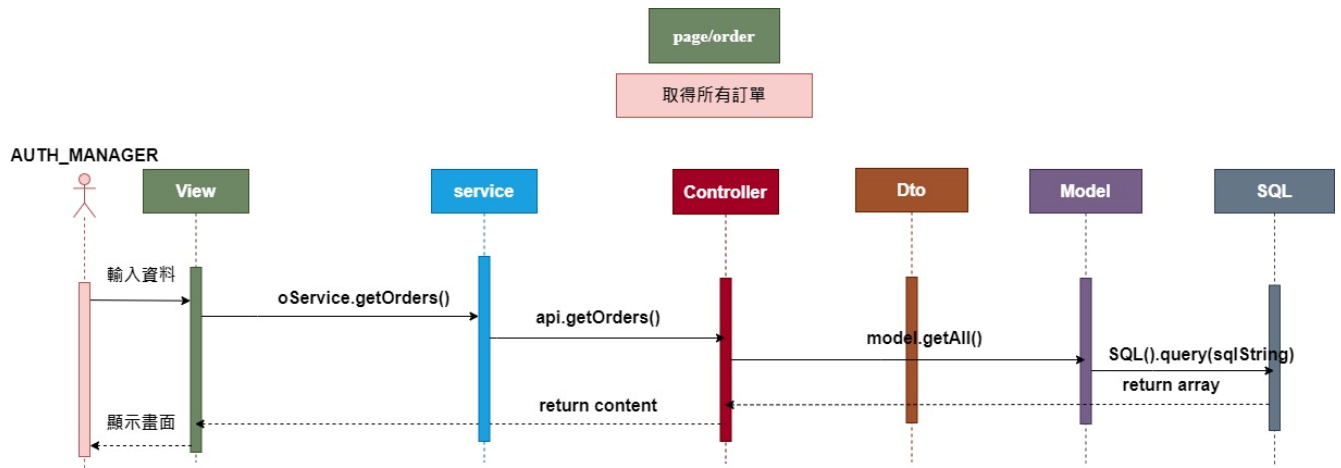 page/order
取得所有訂單
AUTH_MANAGER
View
service
Controller
Dto
Model
SQL
輸入資料
oService.getOrders()
api.getOrders()
model.getAll()
SQL().query(sqlString)
return array
return content
顯示畫面